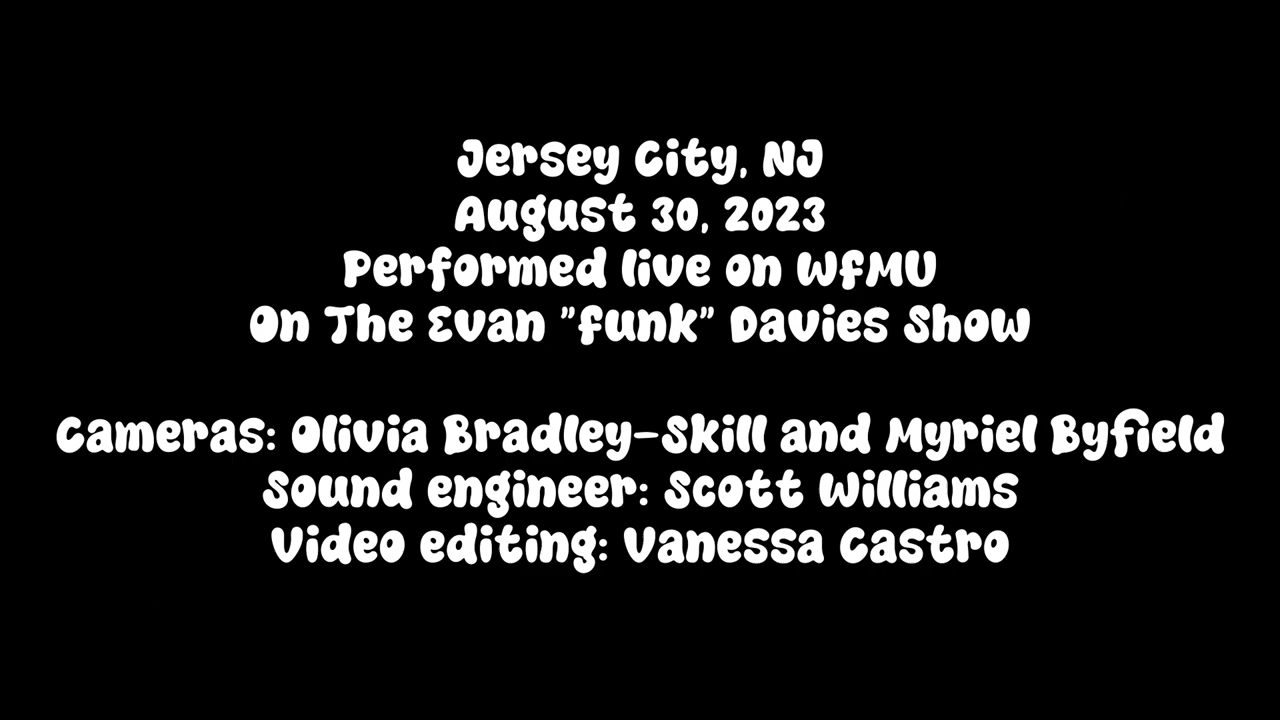 Jersey City, NJ
August 30, 2023
Performed live on WFMU
On The Evan "Funk" Davies Show
Cameras: Olivia Bradley-Skill and Myriel Byfield
Sound engineer: Scott Williams
Video editing: Vanessa Castro